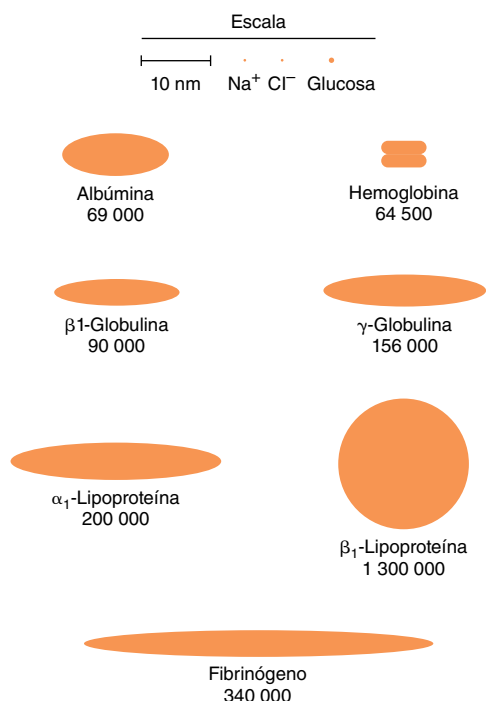 Escala
10 nm Na⁺ Cl⁻ Glucosa
Albúmina
69 000
Hemoglobina
64 500
β1-Globulina
90 000
γ-Globulina
156 000
α₁-Lipoproteína
200 000
β₁-Lipoproteína
1 300 000
Fibrinógeno
340 000